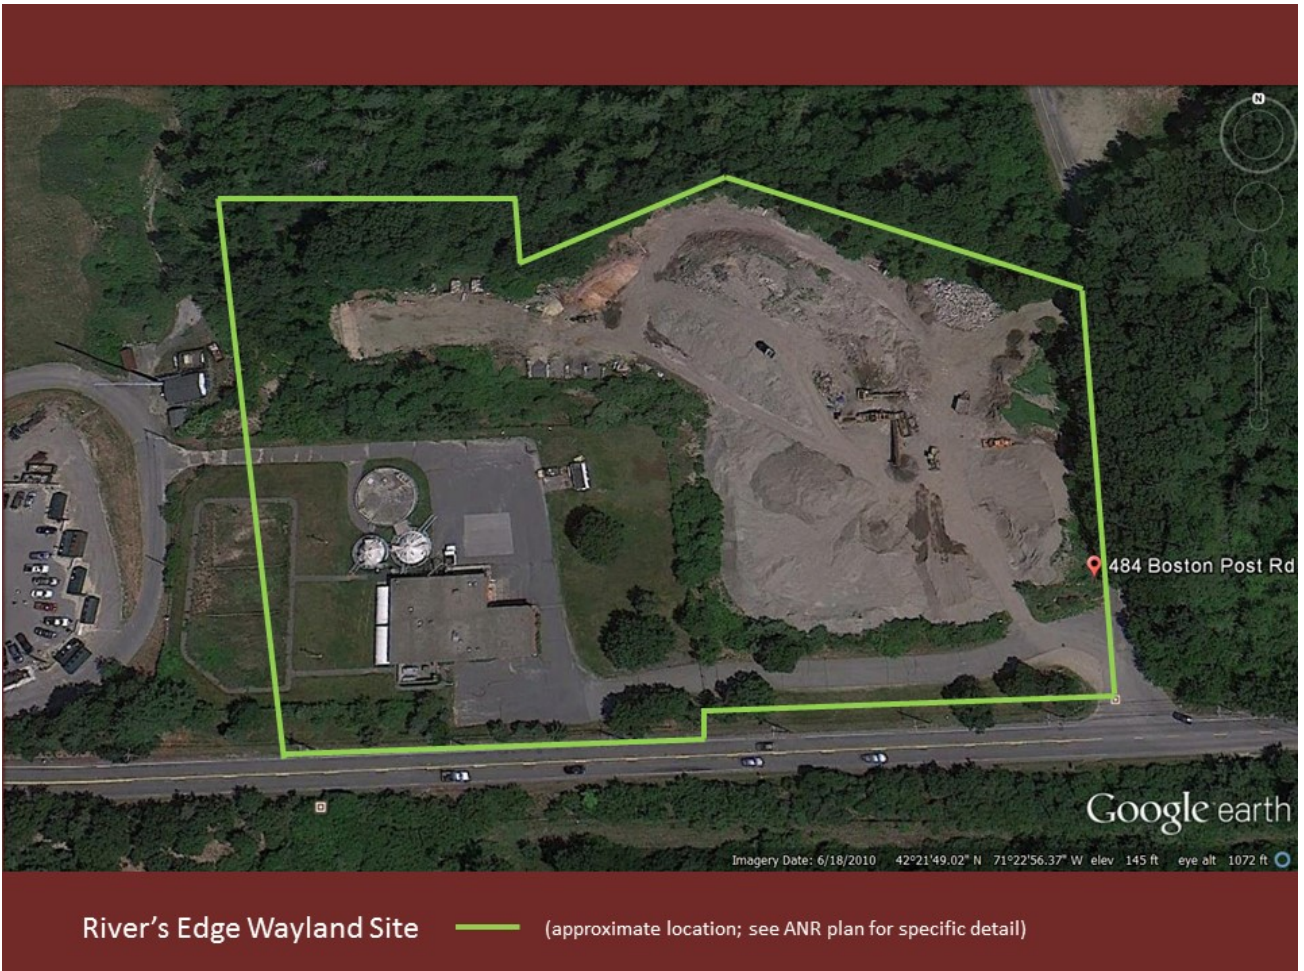 N
484 Boston Post Rd
Google earth
Imagery Date: 6/18/2010 42°21'49.02" N 71°22'56.37" W elev 145 ft eye alt 1072 ft
River’s Edge Wayland Site (approximate location; see ANR plan for specific detail)